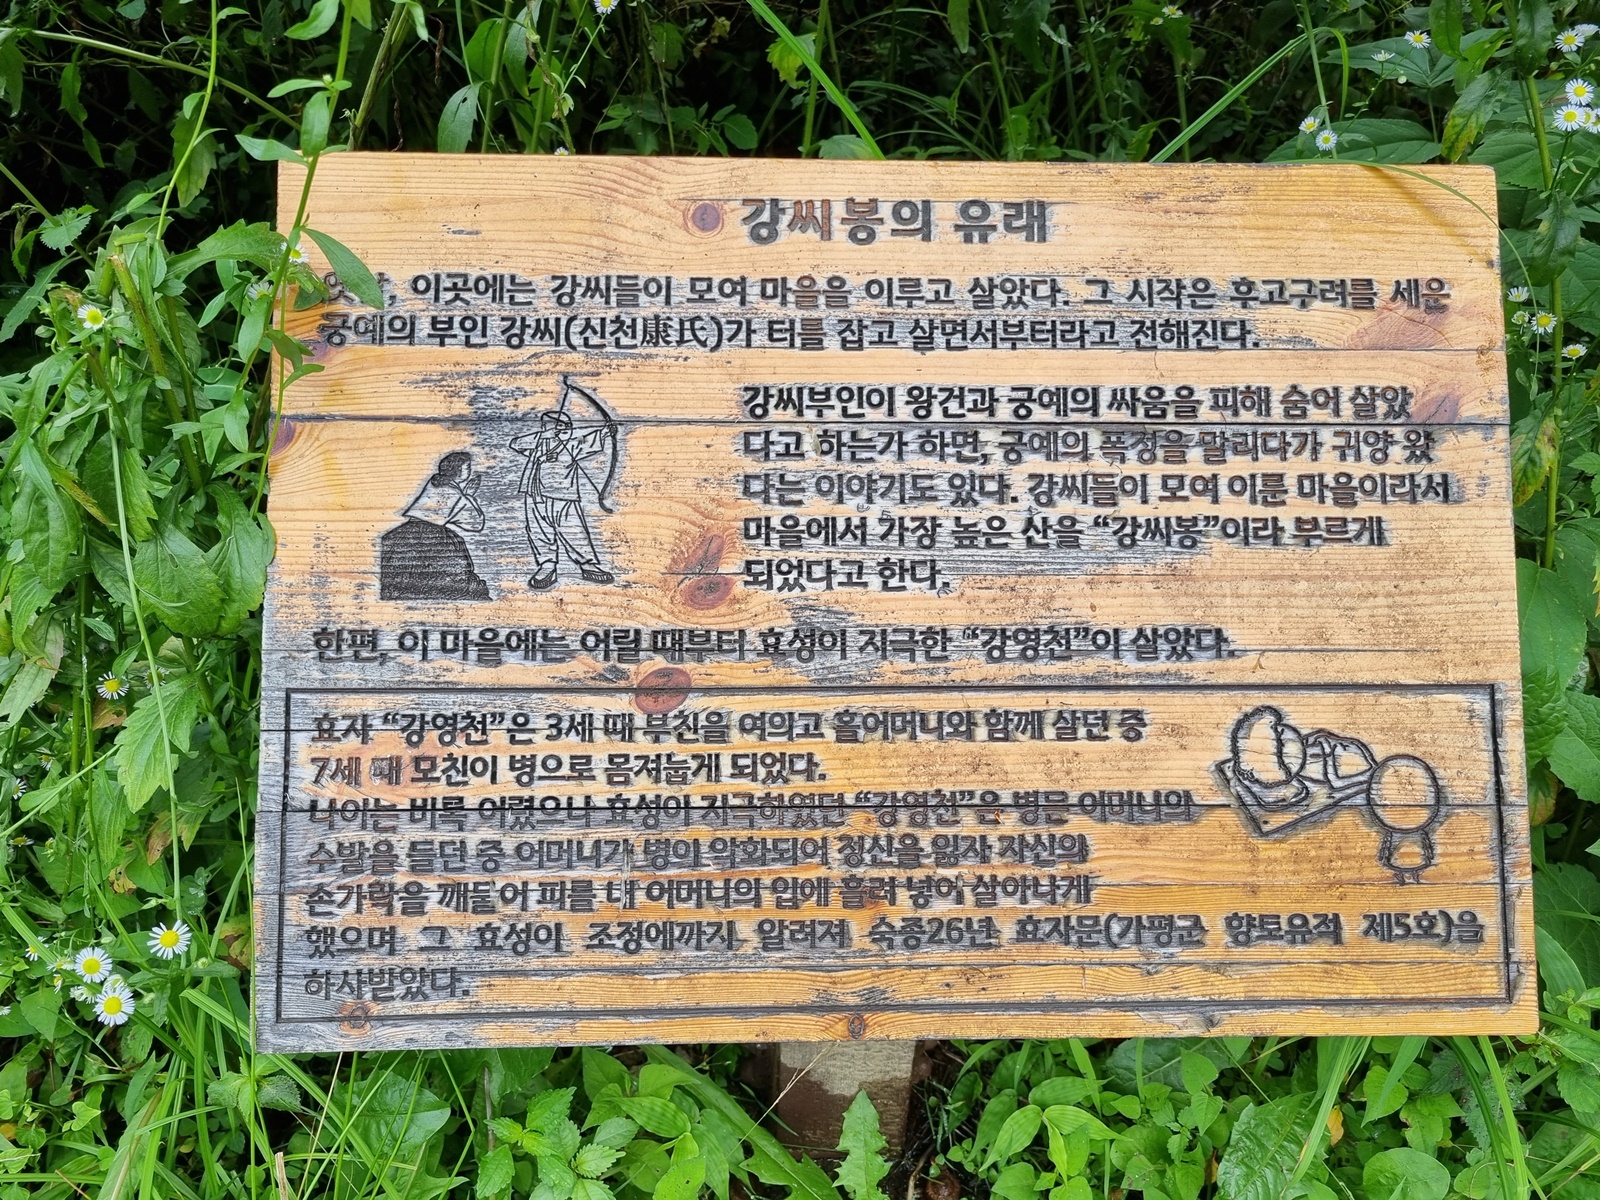 강씨봉의 유래
옛날, 이곳에는 강씨들이 모여 마을을 이루고 살았다. 그 시작은 후고구려를 세운
궁예의 부인 강씨(신천康氏)가 터를 잡고 살면서부터라고 전해진다.
강씨부인이 왕건과 궁예의 싸움을 피해 숨어 살았
다고 하는가 하면, 궁예의 폭정을 말리다가 귀양 왔
다는 이야기도 있다. 강씨들이 모여 이룬 마을이라서
마을에서 가장 높은 산을 “강씨봉”이라 부르게
되었다고 한다.
한편, 이 마을에는 어릴 때부터 효성이 지극한 “강영천”이 살았다.
효자 “강영천”은 3세 때 부친을 여의고 홀어머니와 함께 살던 중
7세 때 모친이 병으로 몸져눕게 되었다.
나이는 비록 어렸으나 효성이 지극하였던 “강영천”은 병든 어머니의
수발을 들던 중 어머니가 병이 악화되어 정신을 잃자 자신의
손가락을 깨물어 피를 내 어머니의 입에 흘려 넣어 살아나게
했으며 그 효성이 조정에까지 알려져 숙종26년 효자문(가평군 향토유적 제5호)을
하사받았다.